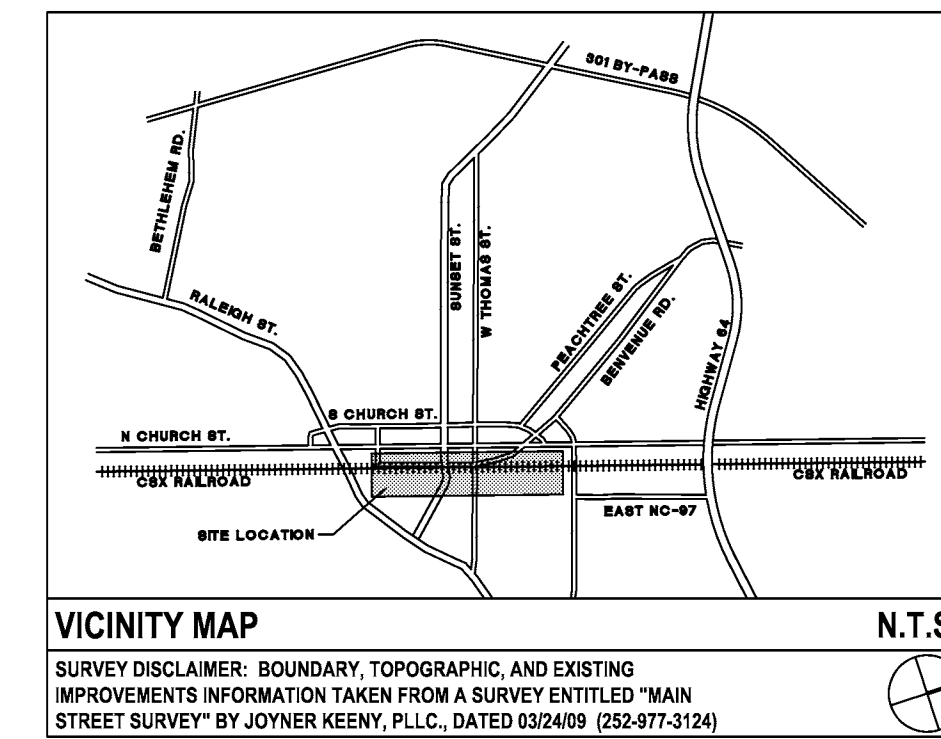 301 BY-PASS
BETHLEHEM RD.
RALEIGH ST.
SUNSET ST.
W THOMAS ST.
PEACHTREE ST.
BENVENUE RD.
HIGHWAY 64
S CHURCH ST.
N CHURCH ST.
CSX RAILROAD
CSX RAILROAD
EAST NC-97
SITE LOCATION
VICINITY MAP
N.T.S
SURVEY DISCLAIMER: BOUNDARY, TOPOGRAPHIC, AND EXISTING
IMPROVEMENTS INFORMATION TAKEN FROM A SURVEY ENTITLED "MAIN
STREET SURVEY" BY JOYNER KEENY, PLLC., DATED 03/24/09 (252-977-3124)